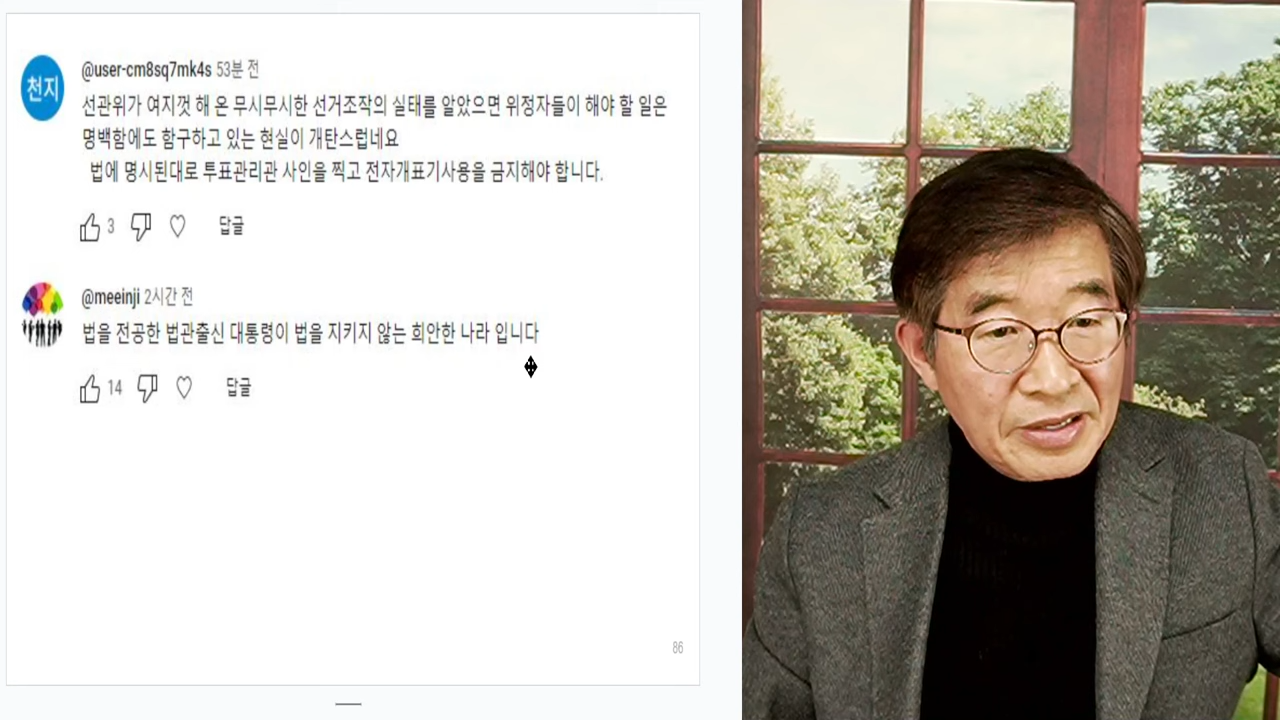 천지
@user-cm8sq7mk4s 53분 전
선관위가 여지껏 해 온 무시무시한 선거조작의 실태를 알았으면 위정자들이 해야 할 일은
명백함에도 함구하고 있는 현실이 개탄스럽네요
법에 명시된대로 투표관리관 사인을 찍고 전자개표기사용을 금지해야 합니다.
3 답글
@meeinji 2시간 전
법을 전공한 법관출신 대통령이 법을 지키지 않는 희안한 나라 입니다
14 답글
86